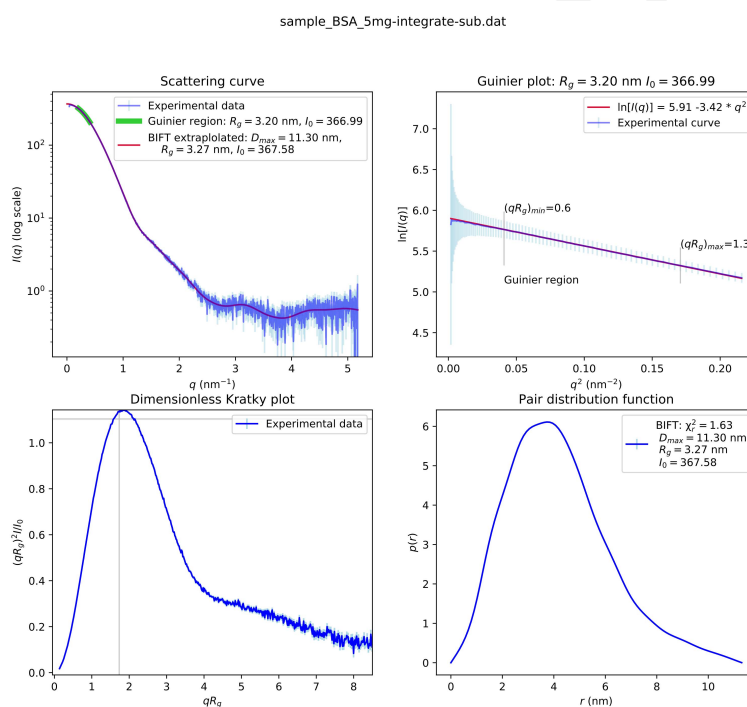 sample_BSA_5mg-integrate-sub.dat
Scattering curve
Experimental data
Guinier region: R_g = 3.20 nm, I_0 = 366.99
BIFT extraplolated: D_max = 11.30 nm,
R_g = 3.27 nm, I_0 = 367.58
I(q) (log scale)
10^2
10^1
10^0
0 1 2 3 4 5
q (nm^−1)
Guinier plot: R_g = 3.20 nm I_0 = 366.99
ln[I(q)] = 5.91 -3.42 * q^2
Experimental curve
(qR_g)_min=0.6
(qR_g)_max=1.3
Guinier region
ln[I(q)]
7.0
6.5
6.0
5.5
5.0
4.5
0.00 0.05 0.10 0.15 0.20
q^2 (nm^−2)
Dimensionless Kratky plot
Experimental data
(qR_g)^2I/I_0
1.0
0.8
0.6
0.4
0.2
0.0
0 1 2 3 4 5 6 7 8
qR_g
Pair distribution function
BIFT: χ_r^2 = 1.63
D_max = 11.30 nm
R_g = 3.27 nm
I_0 = 367.58
p(r)
6
5
4
3
2
1
0
0 2 4 6 8 10
r (nm)